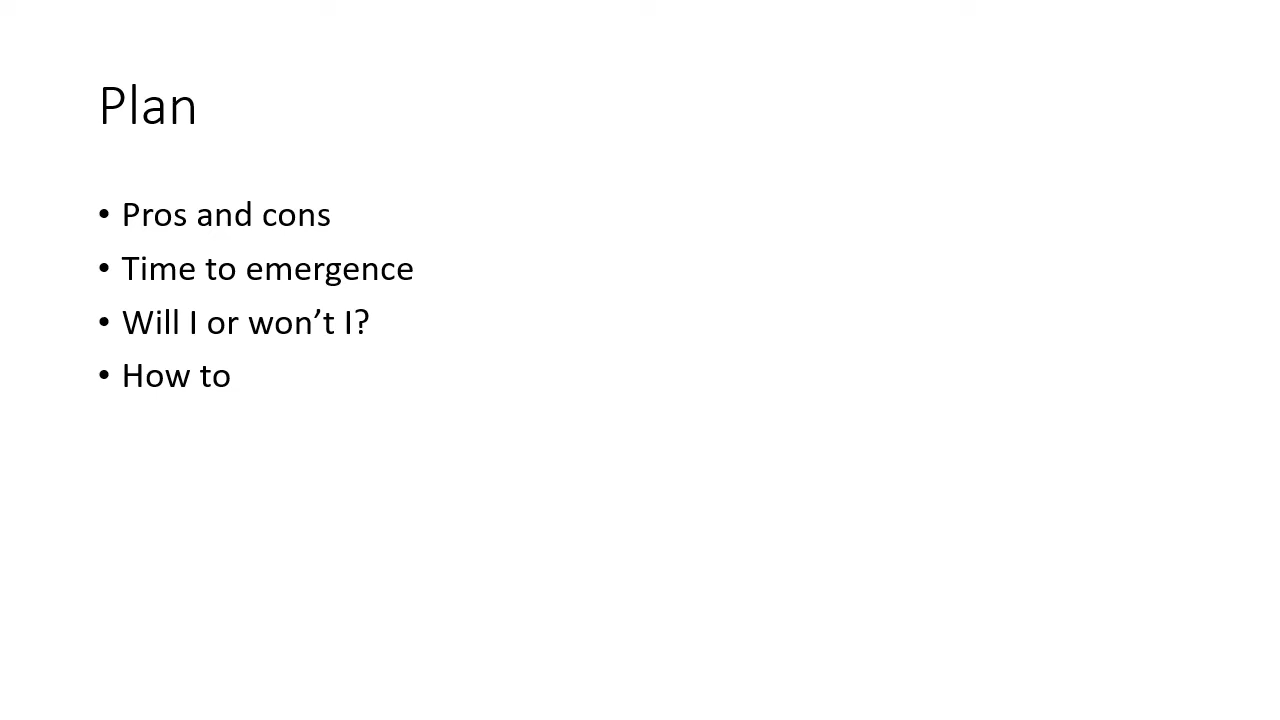 Plan
• Pros and cons
• Time to emergence
• Will I or won’t I?
• How to